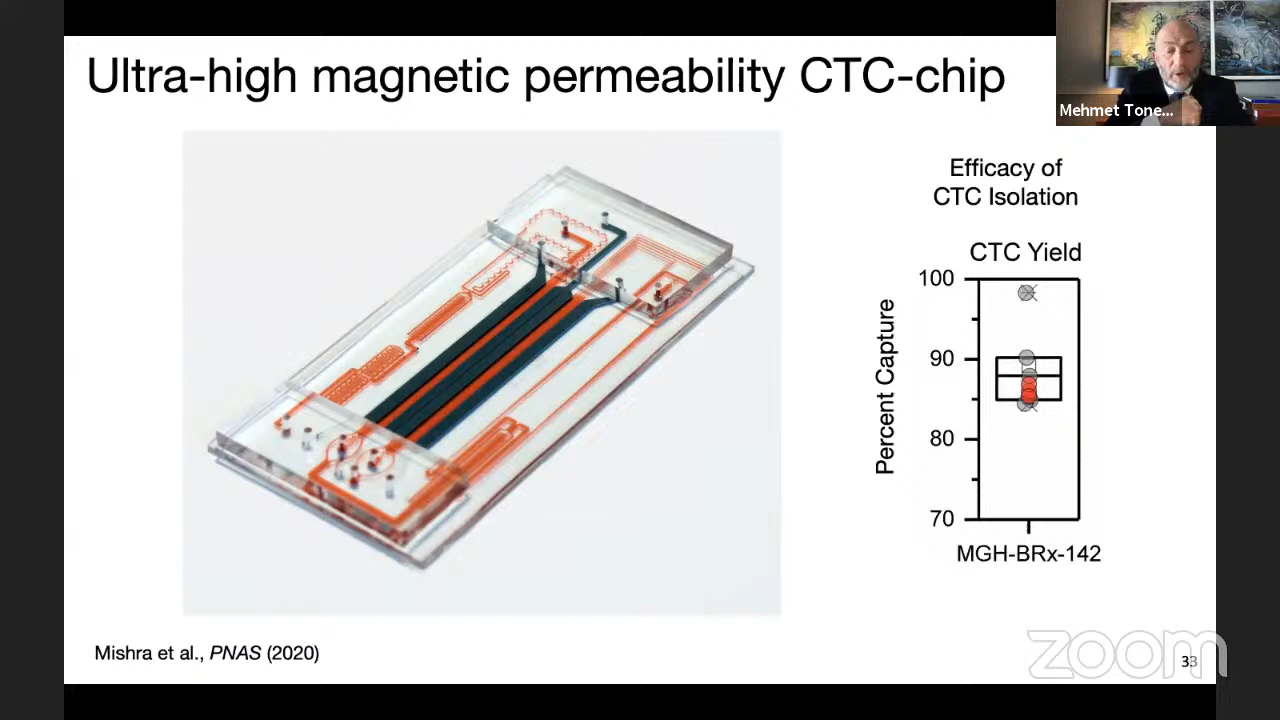 Ultra-high magnetic permeability CTC-chip
Mehmet Tone...
Efficacy of
CTC Isolation
CTC Yield
100
90
80
70
Percent Capture
MGH-BRx-142
Mishra et al., PNAS (2020)
zoom
33